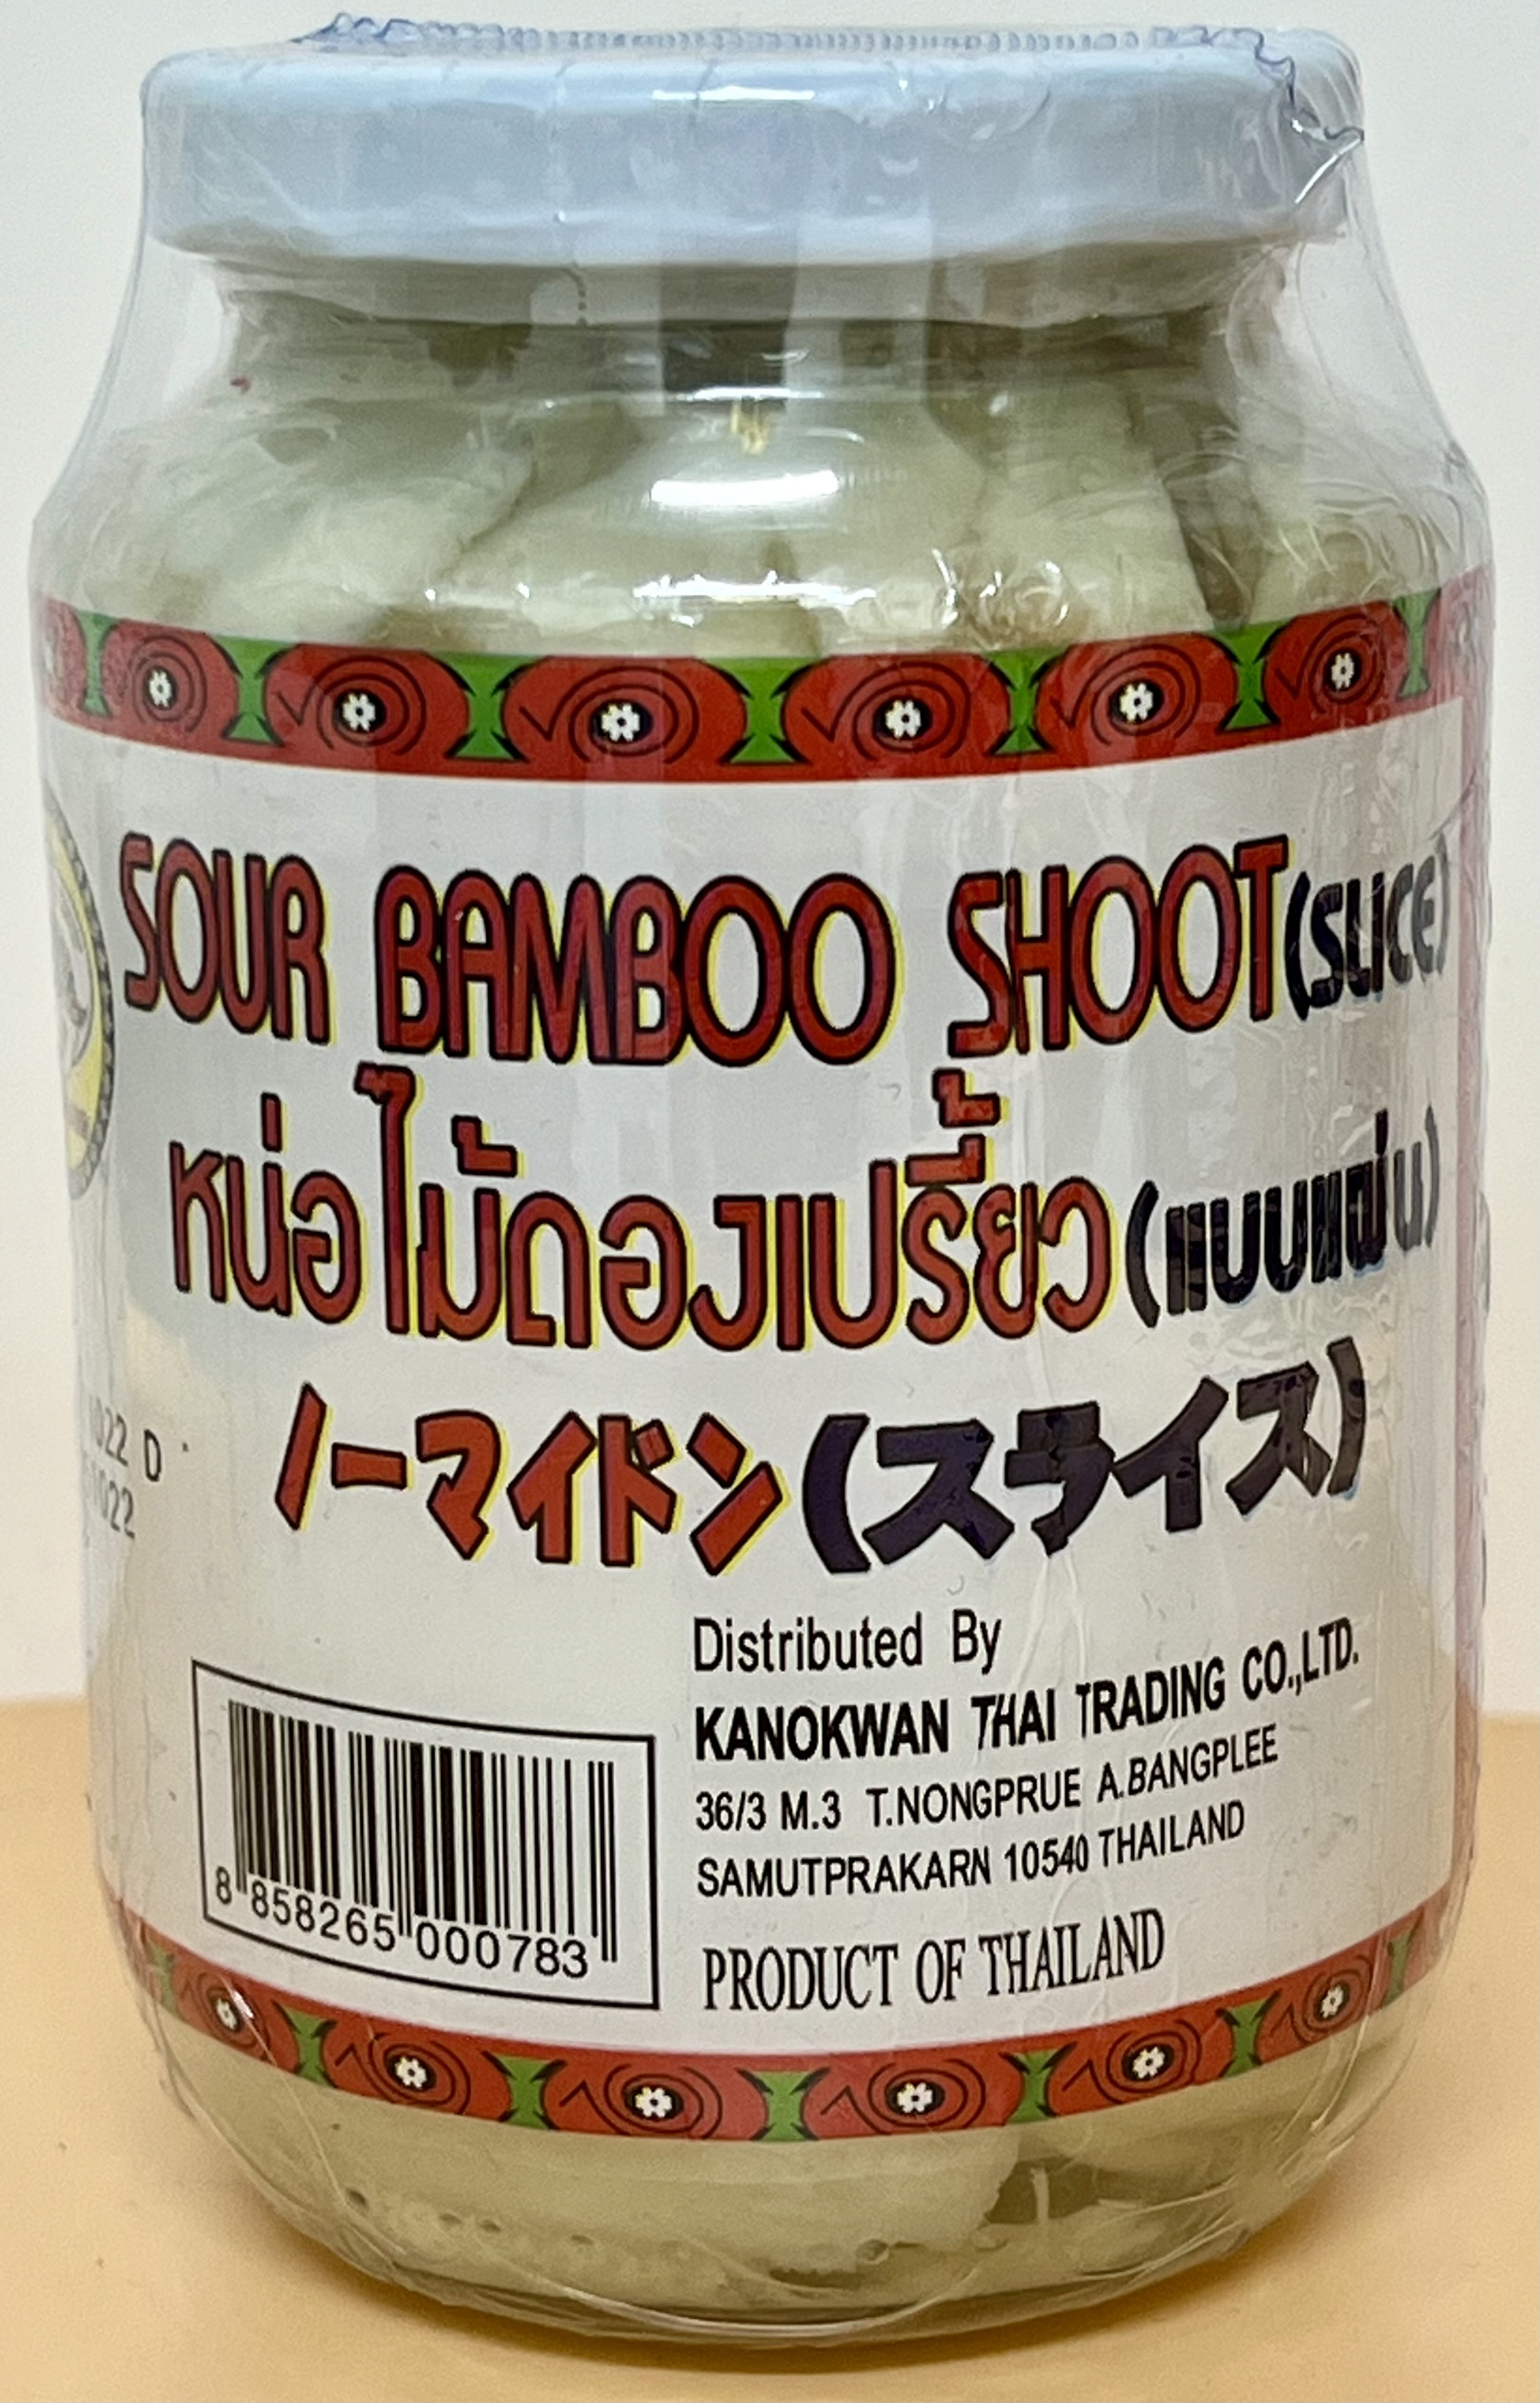 SOUR BAMBOO SHOOT(SLICE)
หน่อไม้ดองเปรี้ยว(แบบแผ่น)
ノーマイドン(スライス)
022 D
1022
Distributed By
KANOKWAN THAI TRADING CO.,LTD.
36/3 M.3 T.NONGPRUE A.BANGPLEE
SAMUTPRAKARN 10540 THAILAND
PRODUCT OF THAILAND
8 858265 000783